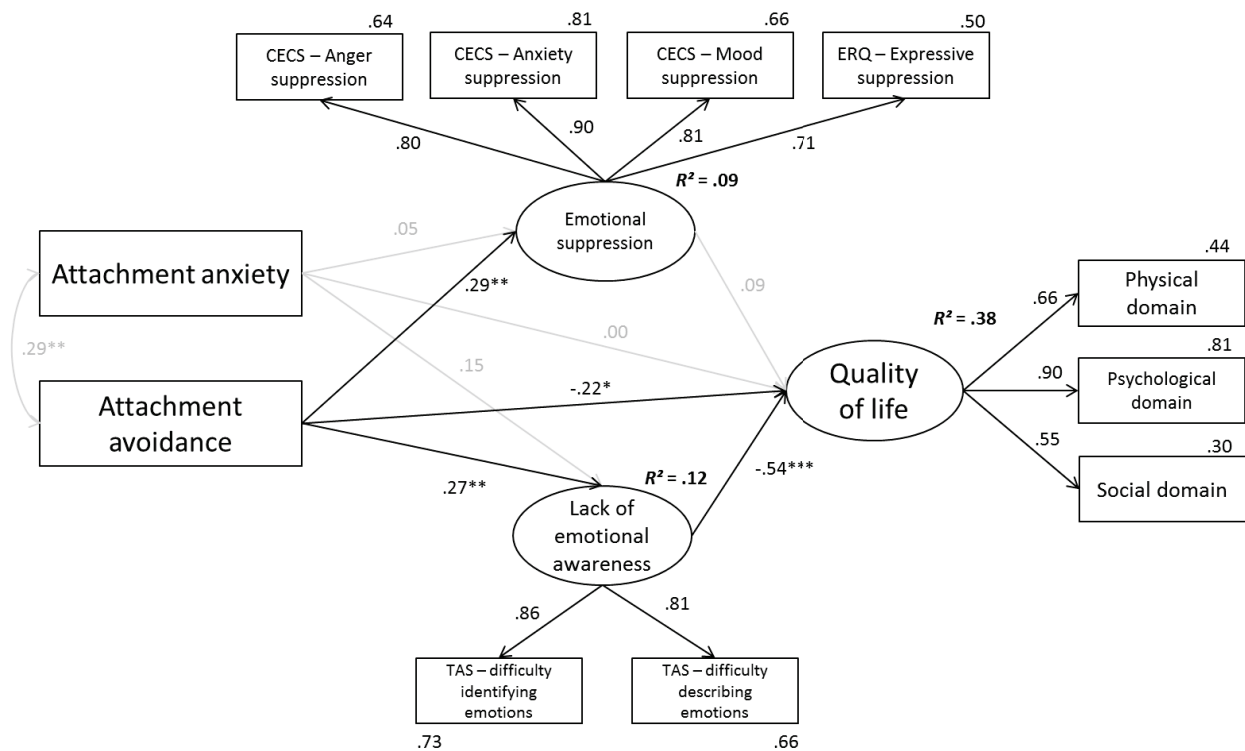 .64
.81
.66
.50
CECS – Anger
suppression
CECS – Anxiety
suppression
CECS – Mood
suppression
ERQ – Expressive
suppression
.80
.90
.81
.71
R² = .09
Emotional
suppression
.05
Attachment anxiety
.29**
.09
.00
.15
.29**
Attachment
avoidance
-.22*
.27**
R² = .12
-.54***
Lack of
emotional
awareness
R² = .38
Quality
of life
.44
.66
Physical
domain
.81
.90
Psychological
domain
.55
.30
Social domain
.86
.81
TAS – difficulty
identifying
emotions
TAS – difficulty
describing
emotions
.73
.66